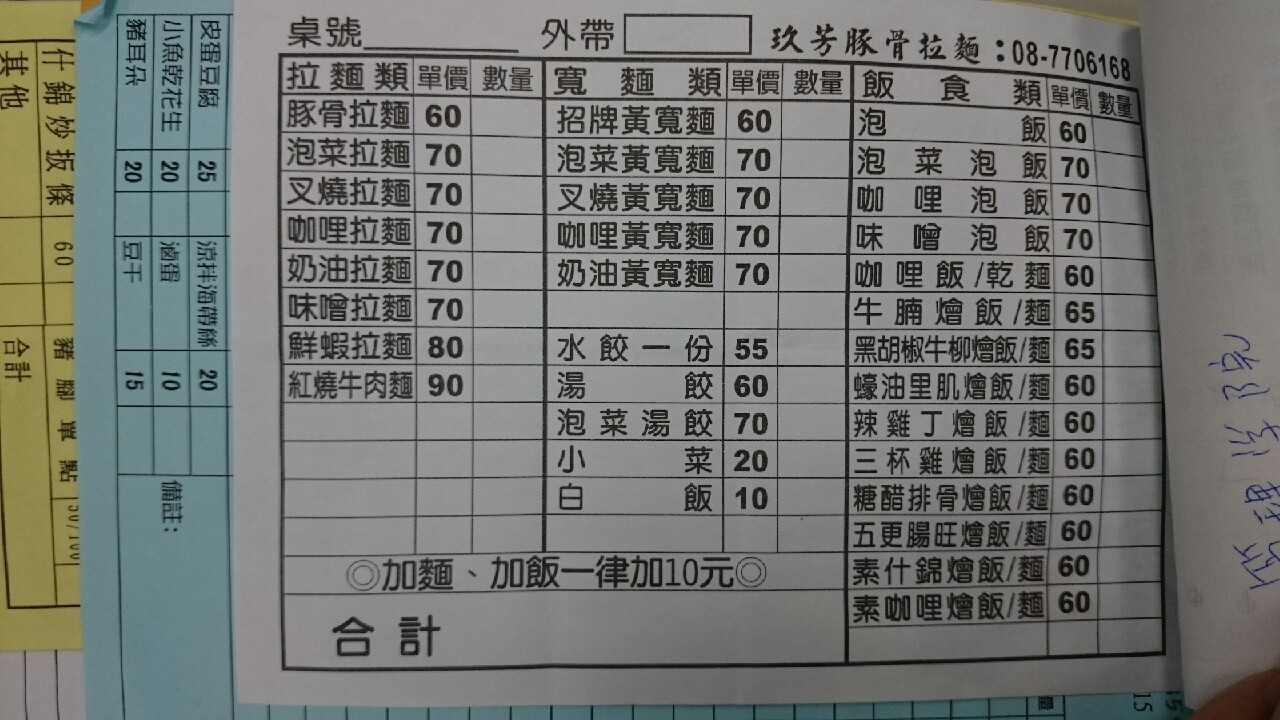 桌號 外帶 玖芳豚骨拉麵：08-7706168
拉麵類 單價 數量 寬麵類 單價 數量 飯食類 單價 數量
豚骨拉麵 60 招牌黃寬麵 60 泡飯 60
泡菜拉麵 70 泡菜黃寬麵 70 泡菜泡飯 70
叉燒拉麵 70 叉燒黃寬麵 70 咖哩泡飯 70
咖哩拉麵 70 咖哩黃寬麵 70 味噌泡飯 70
奶油拉麵 70 奶油黃寬麵 70 咖哩飯/乾麵 60
味噌拉麵 70 牛腩燴飯/麵 65
鮮蝦拉麵 80 水餃一份 55 黑胡椒牛柳燴飯/麵 65
紅燒牛肉麵 90 湯餃 60 蠔油里肌燴飯/麵 60
泡菜湯餃 70 辣雞丁燴飯/麵 60
小菜 20 三杯雞燴飯/麵 60
白飯 10 糖醋排骨燴飯/麵 60
五更腸旺燴飯/麵 60
◎加麵、加飯一律加10元◎ 素什錦燴飯/麵 60
合計 素咖哩燴飯/麵 60
皮蛋豆腐 25 涼拌海帶絲 20
小魚乾花生 20 滷蛋 10
豬耳朵 20 豆干 15
備註：
什錦炒粄條 60 豬腳單點 50/100
其他 合計
15